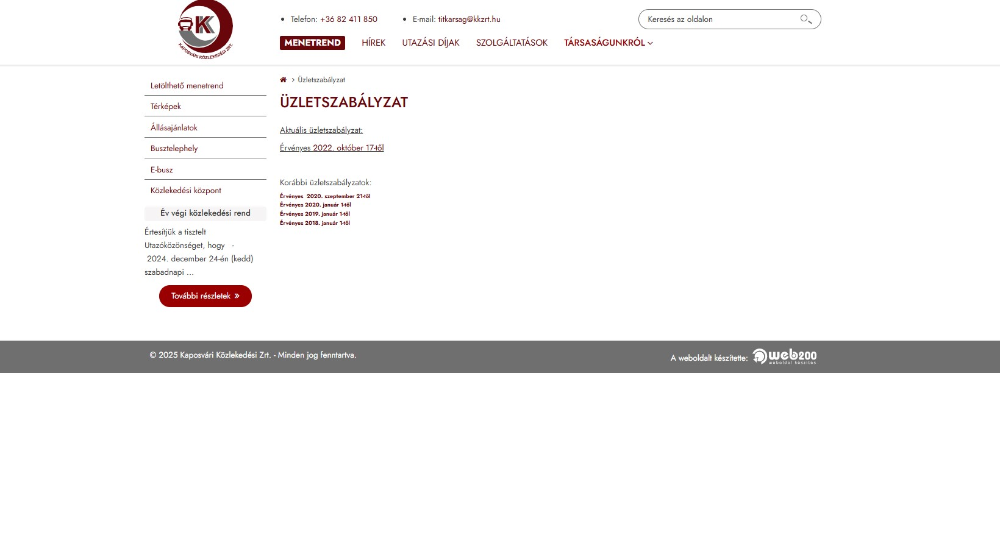 KK
KAPOSVÁRI KÖZLEKEDÉSI ZRT.
Telefon: +36 82 411 850
E-mail: titkarsag@kkzrt.hu
Keresés az oldalon
MENETREND
HÍREK
UTAZÁSI DÍJAK
SZOLGÁLTATÁSOK
TÁRSASÁGUNKRÓL
Letölthető menetrend
Térképek
Állásajánlatok
Busztelephely
E-busz
Közlekedési központ
Év végi közlekedési rend
Értesítjük a tisztelt
Utazóközönséget, hogy -
2024. december 24-én (kedd)
szabadnapi ...
További részletek »
> Üzletszabályzat
ÜZLETSZABÁLYZAT
Aktuális üzletszabályzat:
Érvényes 2022. október 17-től
Korábbi üzletszabályzatok:
Érvényes 2020. szeptember 21-től
Érvényes 2020. január 1-től
Érvényes 2019. január 1-től
Érvényes 2018. január 1-től
© 2025 Kaposvári Közlekedési Zrt. - Minden jog fenntartva.
A weboldalt készítette:
web200
weboldal készítés